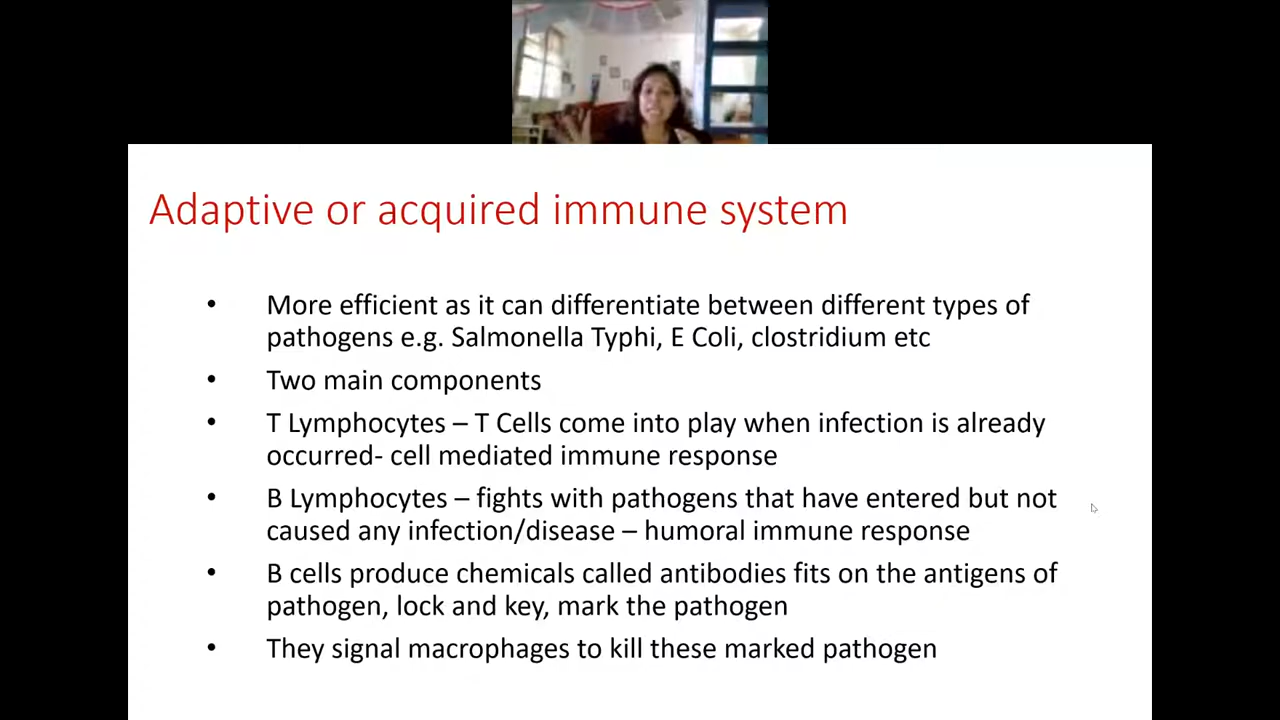 Adaptive or acquired immune system
• More efficient as it can differentiate between different types of
pathogens e.g. Salmonella Typhi, E Coli, clostridium etc
• Two main components
• T Lymphocytes – T Cells come into play when infection is already
occurred- cell mediated immune response
• B Lymphocytes – fights with pathogens that have entered but not
caused any infection/disease – humoral immune response
• B cells produce chemicals called antibodies fits on the antigens of
pathogen, lock and key, mark the pathogen
• They signal macrophages to kill these marked pathogen